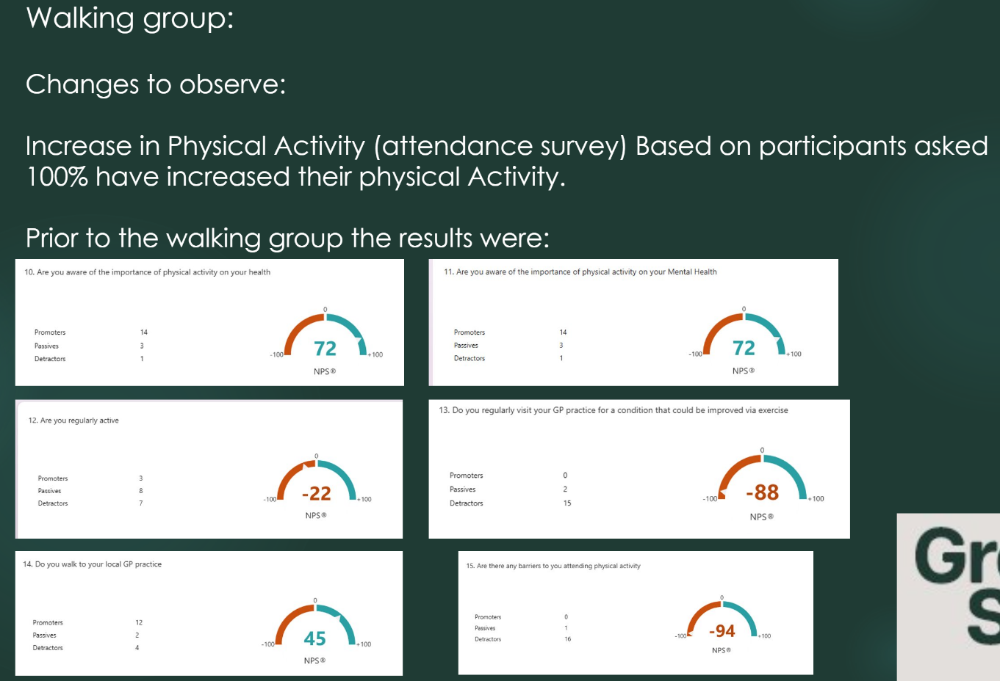 Walking group:
Changes to observe:
Increase in Physical Activity (attendance survey) Based on participants asked
100% have increased their physical Activity.
Prior to the walking group the results were:
10. Are you aware of the importance of physical activity on your health
Promoters 14
Passives 3
Detractors 1
0
-100
+100
72
NPS®
11. Are you aware of the importance of physical activity on your Mental Health
Promoters 14
Passives 3
Detractors 1
0
-100
+100
72
NPS®
12. Are you regularly active
Promoters 3
Passives 8
Detractors 7
0
-100
+100
-22
NPS®
13. Do you regularly visit your GP practice for a condition that could be improved via exercise
Promoters 0
Passives 2
Detractors 15
0
-100
+100
-88
NPS®
14. Do you walk to your local GP practice
Promoters 12
Passives 2
Detractors 4
0
-100
+100
45
NPS®
15. Are there any barriers to you attending physical activity
Promoters 0
Passives 1
Detractors 16
0
-100
+100
-94
NPS®